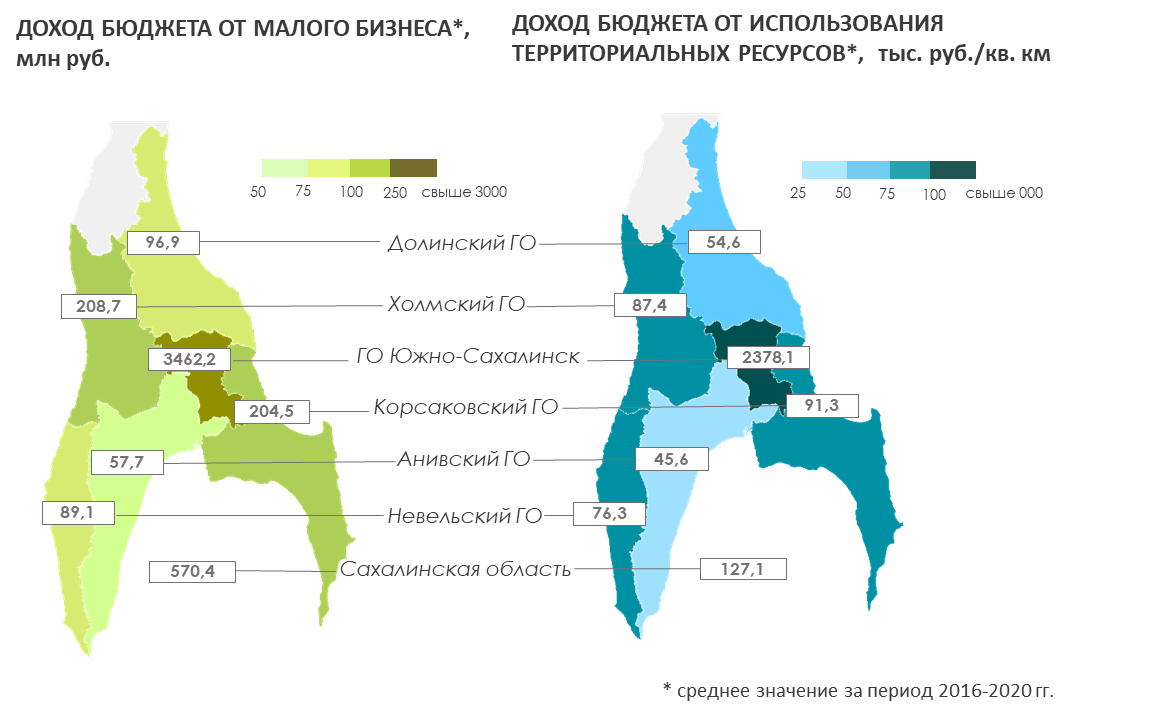 ДОХОД БЮДЖЕТА ОТ МАЛОГО БИЗНЕСА*,
млн руб.
ДОХОД БЮДЖЕТА ОТ ИСПОЛЬЗОВАНИЯ
ТЕРРИТОРИАЛЬНЫХ РЕСУРСОВ*, тыс. руб./кв. км
50 75 100 250 свыше 3000
25 50 75 100 свыше 000
96,9 Долинский ГО 54,6
208,7 Холмский ГО 87,4
3462,2 ГО Южно-Сахалинск 2378,1
204,5 Корсаковский ГО 91,3
57,7 Анивский ГО 45,6
89,1 Невельский ГО 76,3
570,4 Сахалинская область 127,1
* среднее значение за период 2016-2020 гг.